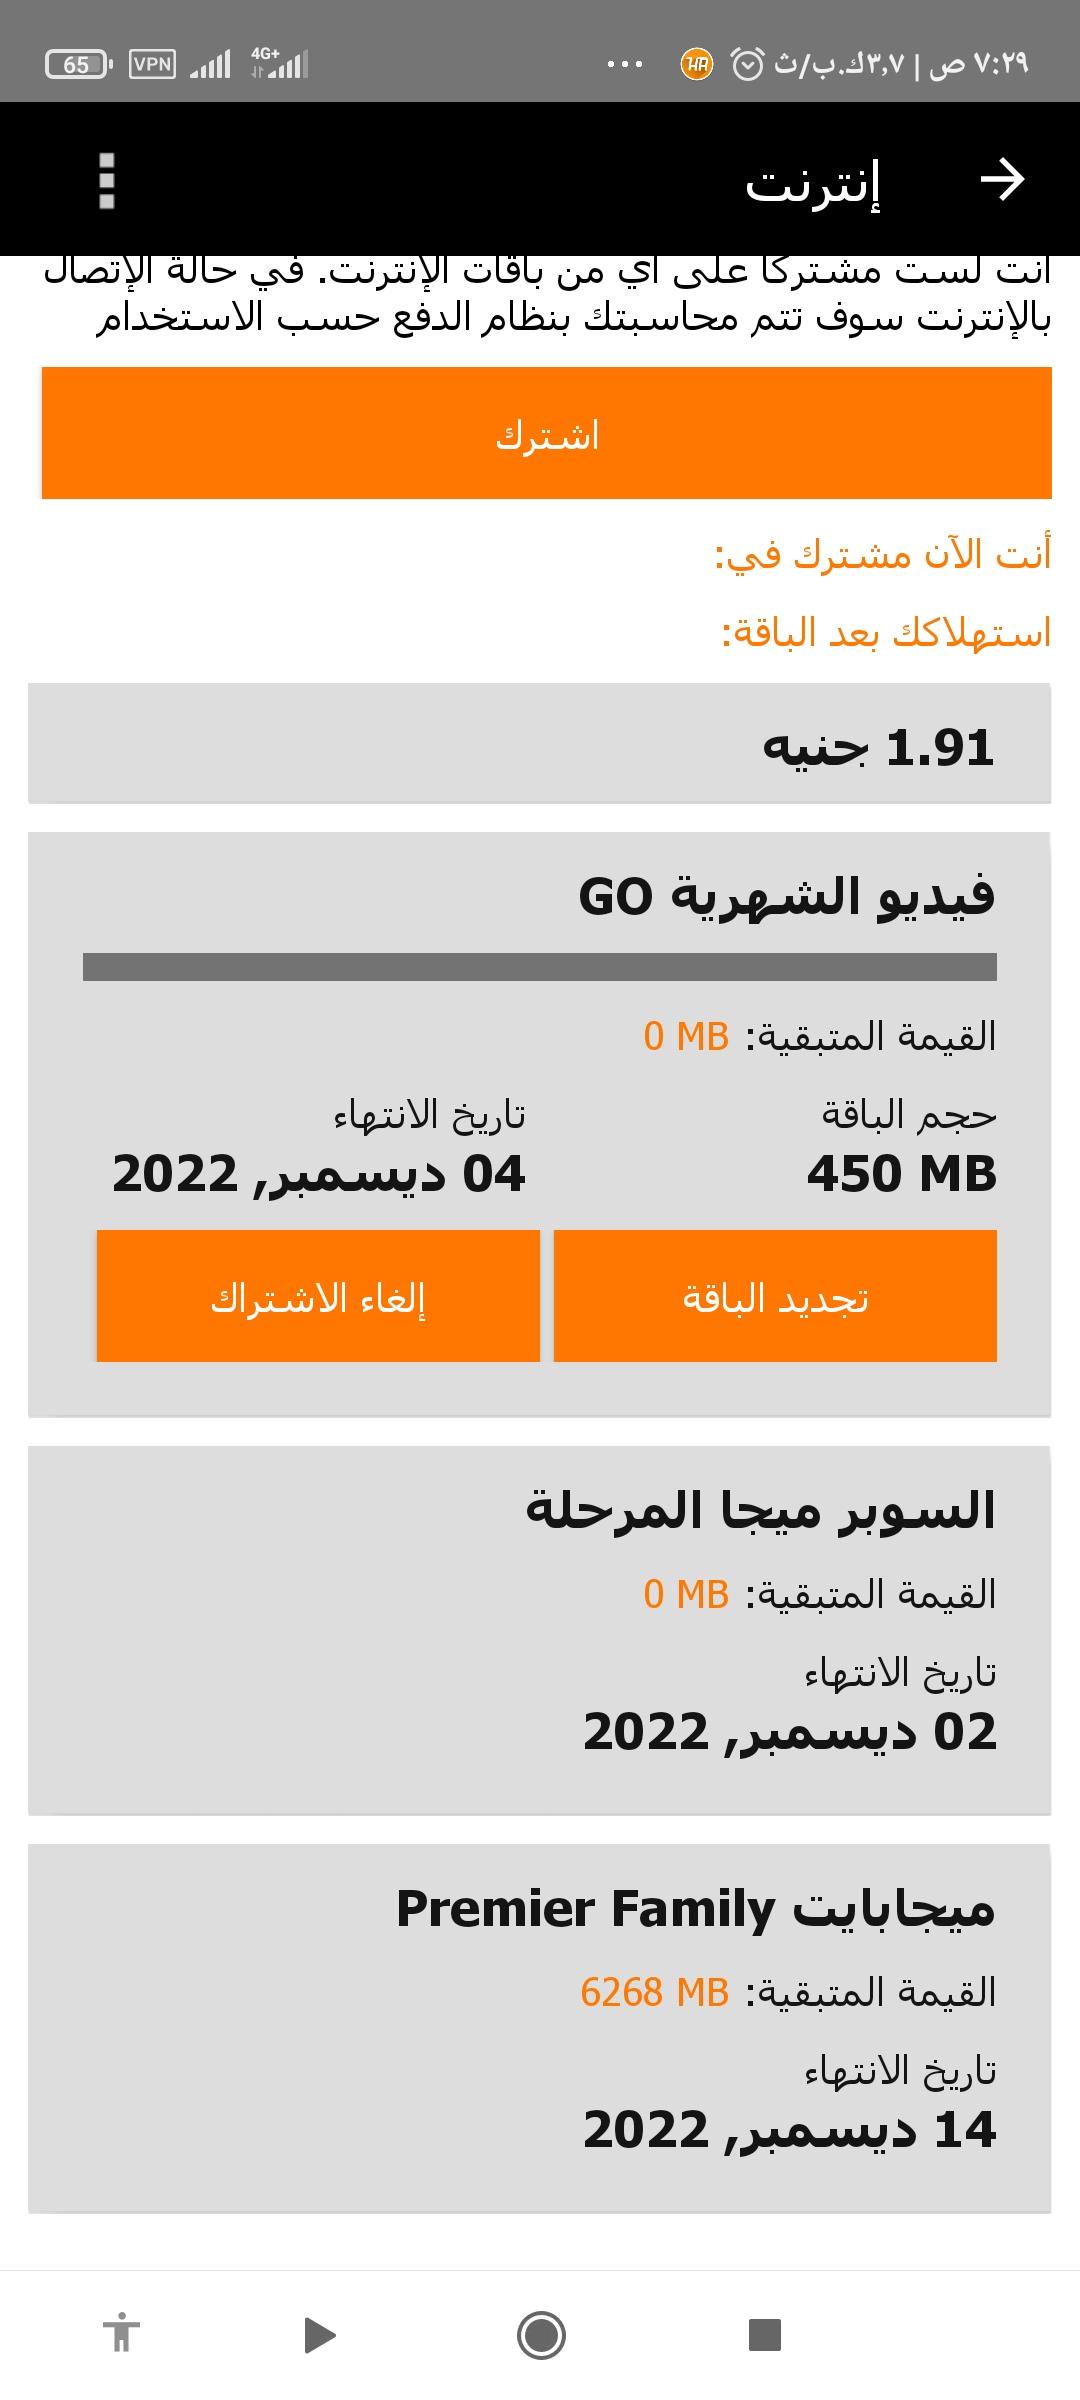 ٧:٢٩ ص | ٣,٧ك.ب/ث
4G+
VPN
65
إنترنت
انت لست مشتركا على اي من باقات الإنترنت. في حالة الإتصال
بالإنترنت سوف تتم محاسبتك بنظام الدفع حسب الاستخدام
اشترك
أنت الآن مشترك في:
استهلاكك بعد الباقة:
1.91 جنيه
فيديو الشهرية GO
القيمة المتبقية: 0 MB
حجم الباقة
450 MB
تاريخ الانتهاء
04 ديسمبر, 2022
تجديد الباقة
إلغاء الاشتراك
السوبر ميجا المرحلة
القيمة المتبقية: 0 MB
تاريخ الانتهاء
02 ديسمبر, 2022
ميجابايت Premier Family
القيمة المتبقية: 6268 MB
تاريخ الانتهاء
14 ديسمبر, 2022